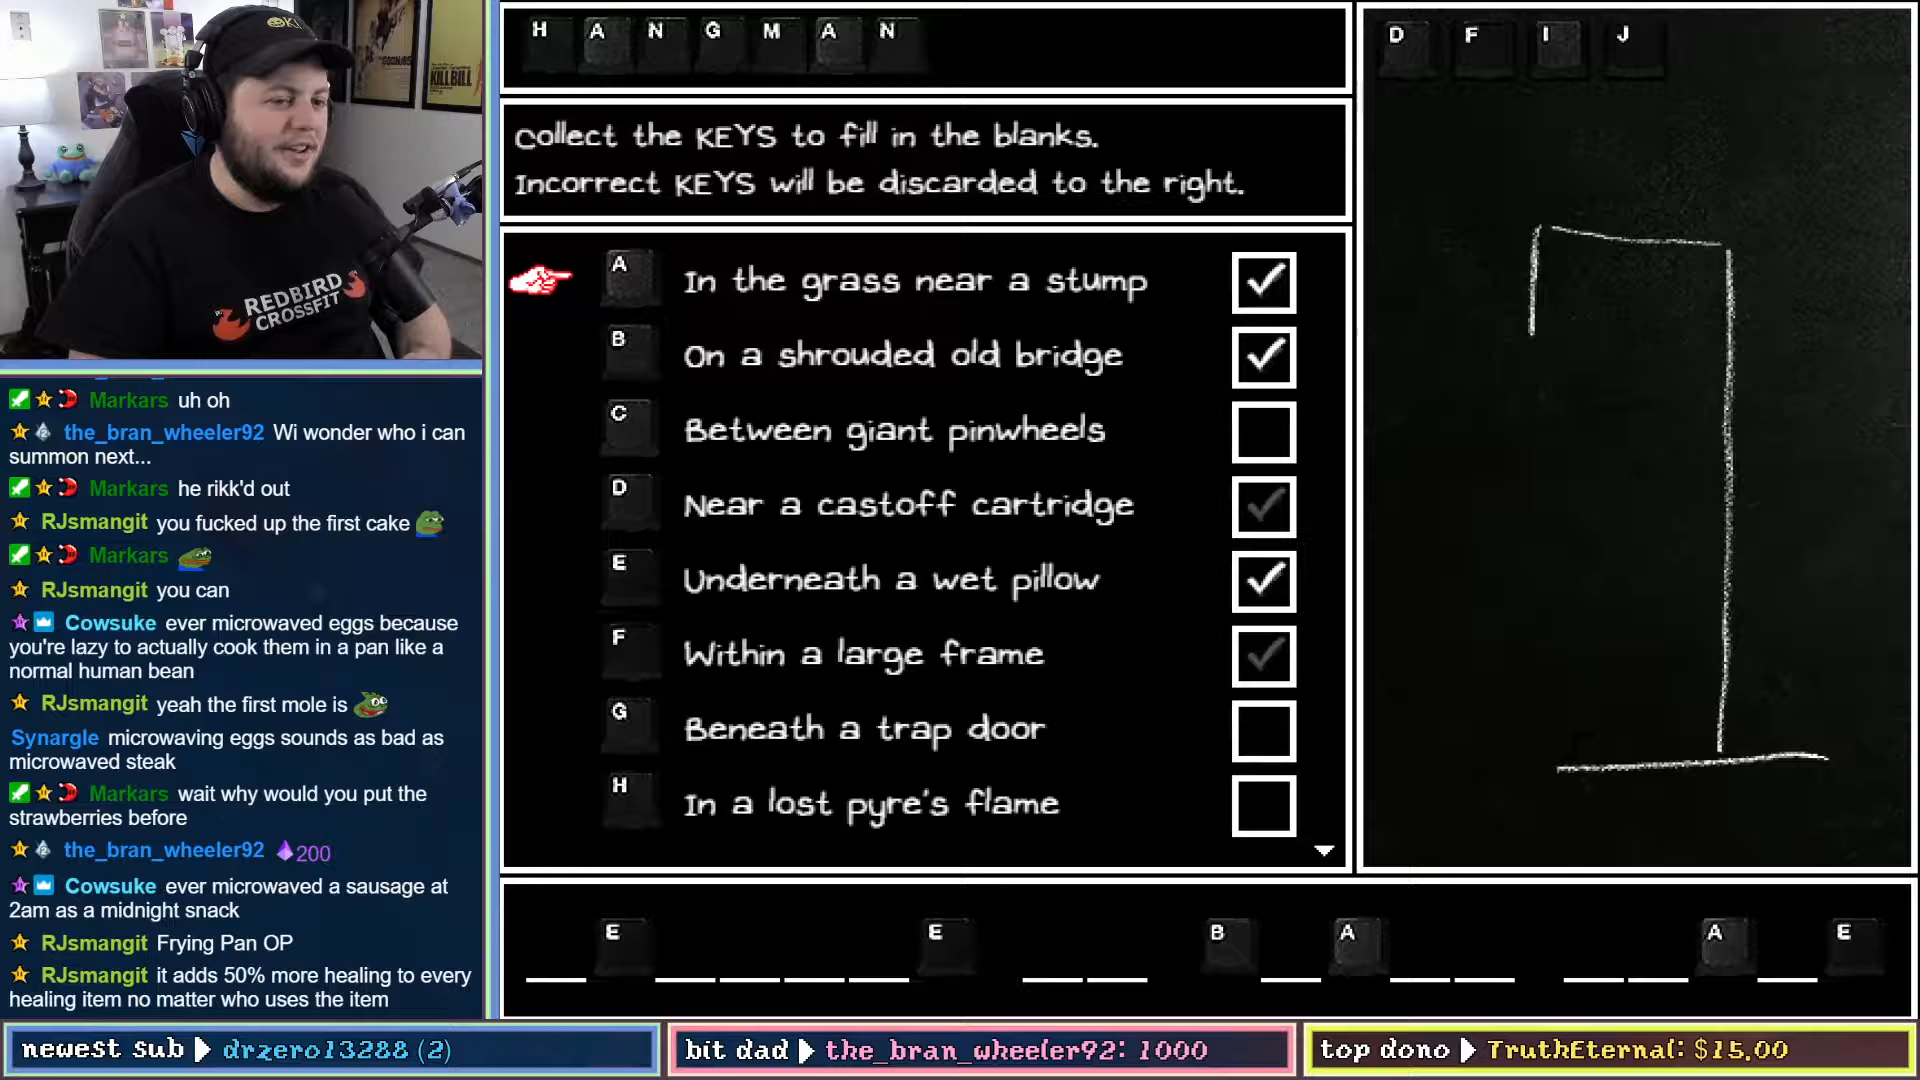 OK!
GOONIES
KILL BILL
REDBIRD
CROSSFIT
Markars uh oh
the_bran_wheeler92 Wi wonder who i can
summon next...
Markars he rikk'd out
RJsmangit you fucked up the first cake
Markars
RJsmangit you can
Cowsuke ever microwaved eggs because
you're lazy to actually cook them in a pan like a
normal human bean
RJsmangit yeah the first mole is
Synargle microwaving eggs sounds as bad as
microwaved steak
Markars wait why would you put the
strawberries before
the_bran_wheeler92 200
Cowsuke ever microwaved a sausage at
2am as a midnight snack
RJsmangit Frying Pan OP
RJsmangit it adds 50% more healing to every
healing item no matter who uses the item
H A N G M A N
Collect the KEYS to fill in the blanks.
Incorrect KEYS will be discarded to the right.
A In the grass near a stump
B On a shrouded old bridge
C Between giant pinwheels
D Near a castoff cartridge
E Underneath a wet pillow
F Within a large frame
G Beneath a trap door
H In a lost pyre's flame
D F I J
E E B A A E
newest sub drzero13288 (2)
bit dad the_bran_wheeler92: 1000
top dono TruthEternal: $15.00